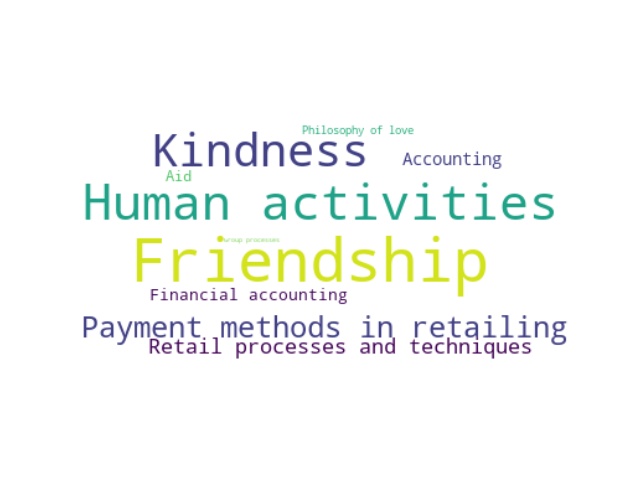 Philosophy of love
Kindness
Accounting
Aid
Human activities
Group processes
Friendship
Financial accounting
Payment methods in retailing
Retail processes and techniques